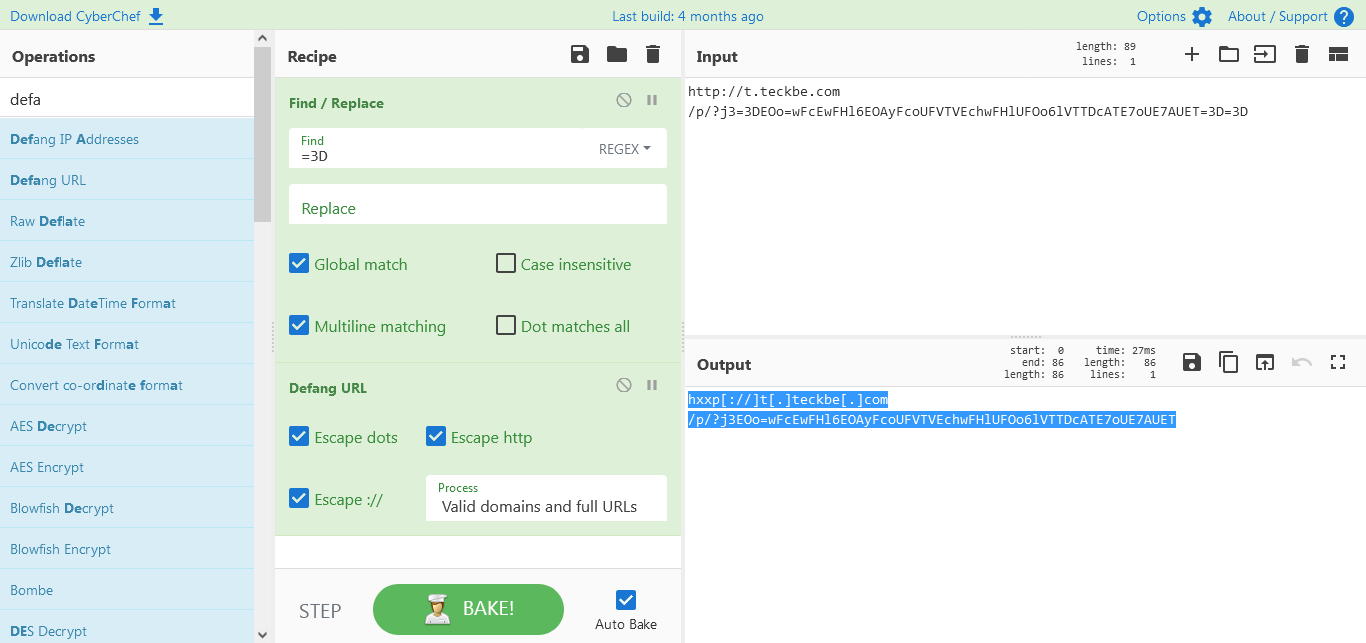 Download CyberChef
Last build: 4 months ago
Options
About / Support
Operations
defa
Defang IP Addresses
Defang URL
Raw Deflate
Zlib Deflate
Translate DateTime Format
Unicode Text Format
Convert co-ordinate format
AES Decrypt
AES Encrypt
Blowfish Decrypt
Blowfish Encrypt
Bombe
DES Decrypt
Recipe
Find / Replace
Find
=3D
REGEX
Replace
Global match
Case insensitive
Multiline matching
Dot matches all
Defang URL
Escape dots
Escape http
Escape ://
Process
Valid domains and full URLs
STEP
BAKE!
Auto Bake
Input
length: 89
lines: 1
http://t.teckbe.com
/p/?j3=3DEOo=wFcEwFHl6EOAyFcoUFVTVEchwFHlUFOo6lVTTDcATE7oUE7AUET=3D=3D
Output
start: 0
end: 86
length: 86
time: 27ms
length: 86
lines: 1
hxxp[://]t[.]teckbe[.]com
/p/?j3EOo=wFcEwFHl6EOAyFcoUFVTVEchwFHlUFOo6lVTTDcATE7oUE7AUET